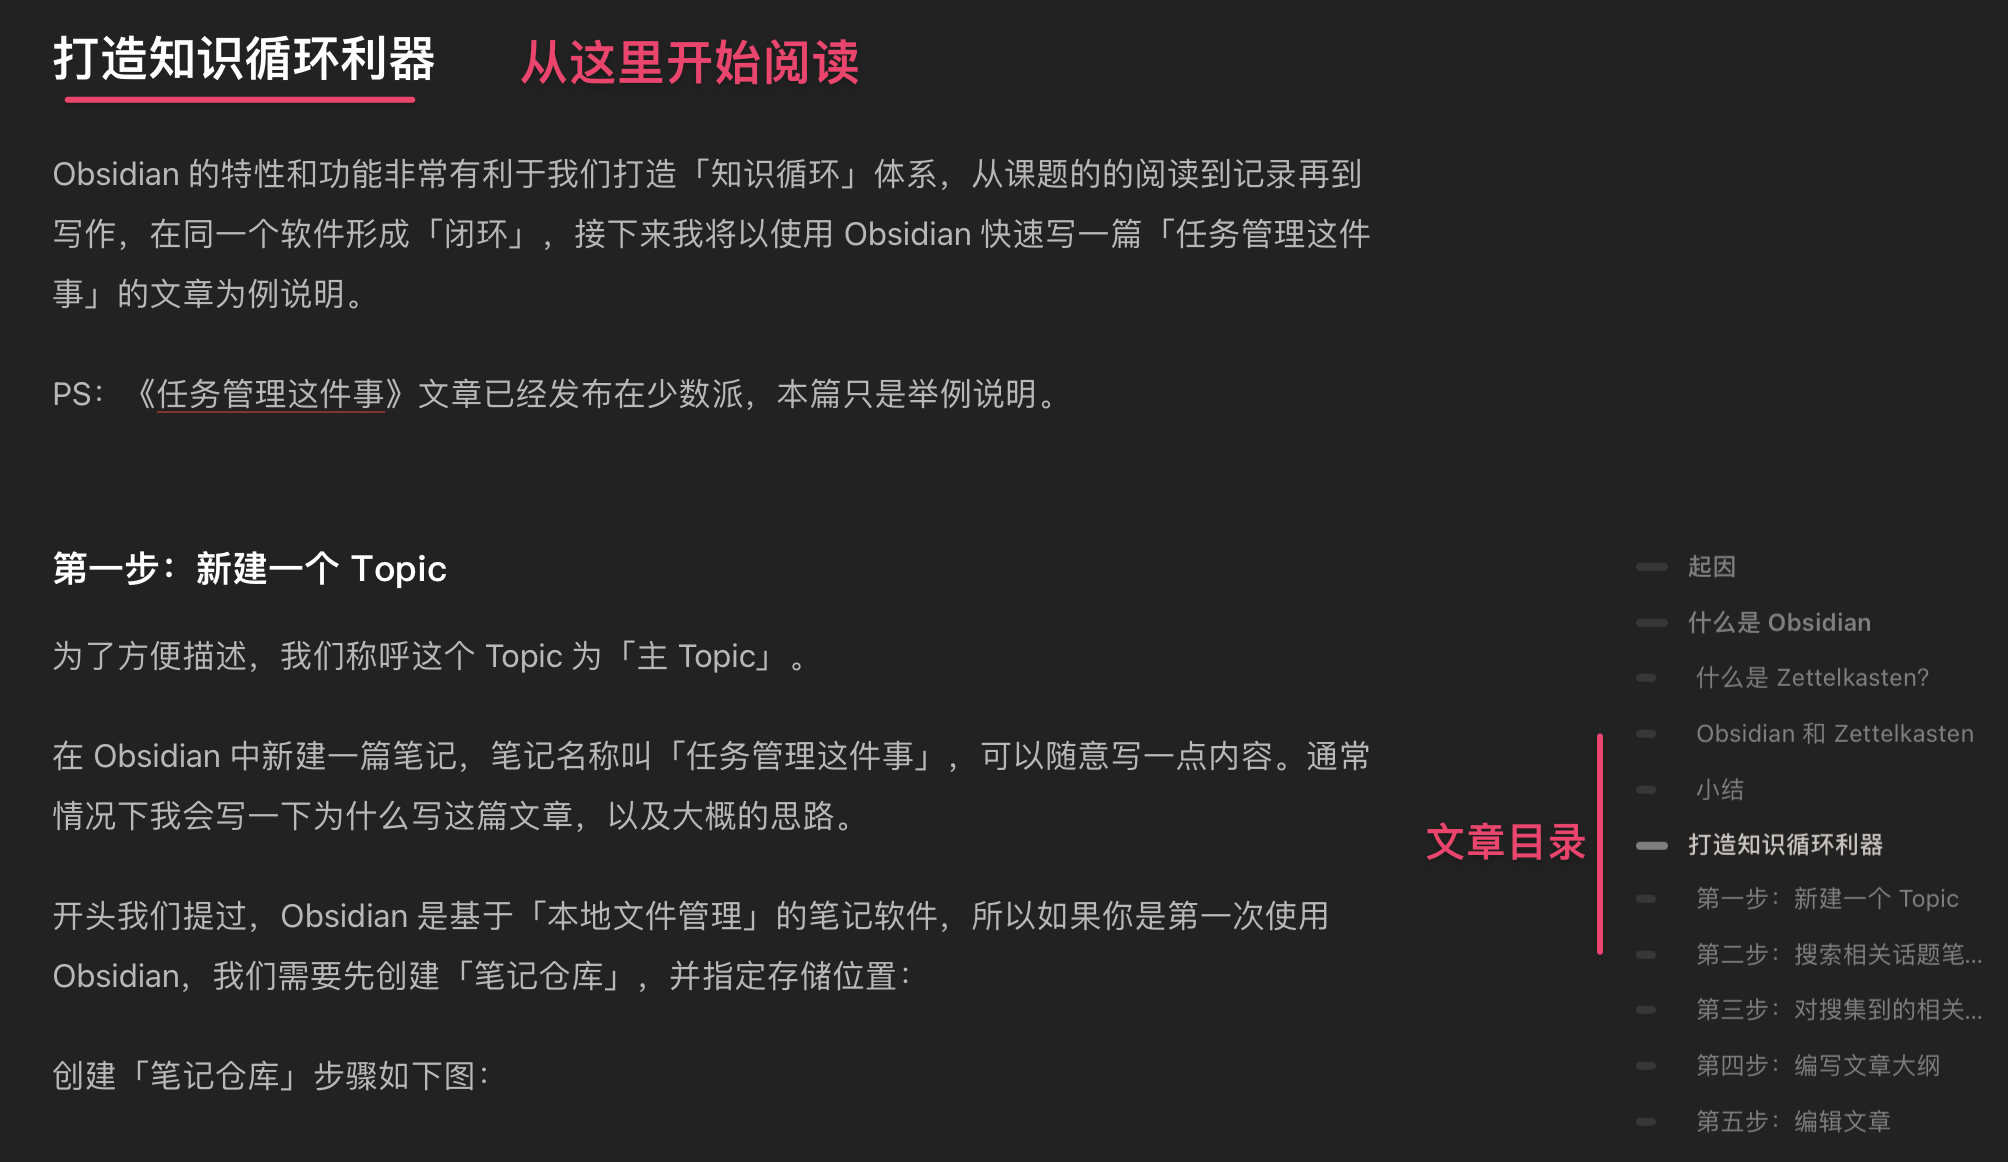 打造知识循环利器
从这里开始阅读
Obsidian 的特性和功能非常有利于我们打造「知识循环」体系，从课题的的阅读到记录再到
写作，在同一个软件形成「闭环」，接下来我将以使用 Obsidian 快速写一篇「任务管理这件
事」的文章为例说明。
PS：《任务管理这件事》文章已经发布在少数派，本篇只是举例说明。
第一步：新建一个 Topic
为了方便描述，我们称呼这个 Topic 为「主 Topic」。
在 Obsidian 中新建一篇笔记，笔记名称叫「任务管理这件事」，可以随意写一点内容。通常
情况下我会写一下为什么写这篇文章，以及大概的思路。
开头我们提过，Obsidian 是基于「本地文件管理」的笔记软件，所以如果你是第一次使用
Obsidian，我们需要先创建「笔记仓库」，并指定存储位置：
创建「笔记仓库」步骤如下图：
文章目录
起因
什么是 Obsidian
什么是 Zettelkasten?
Obsidian 和 Zettelkasten
小结
打造知识循环利器
第一步：新建一个 Topic
第二步：搜索相关话题笔...
第三步：对搜集到的相关...
第四步：编写文章大纲
第五步：编辑文章